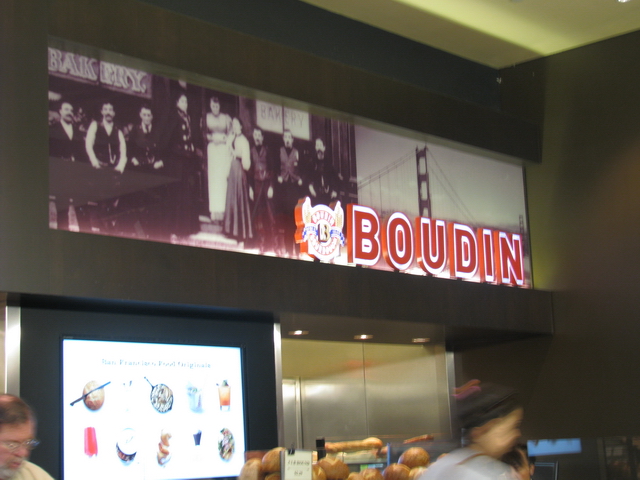 BAKERY.
BAKERY
BOUDIN
B
San Francisco Food Originals